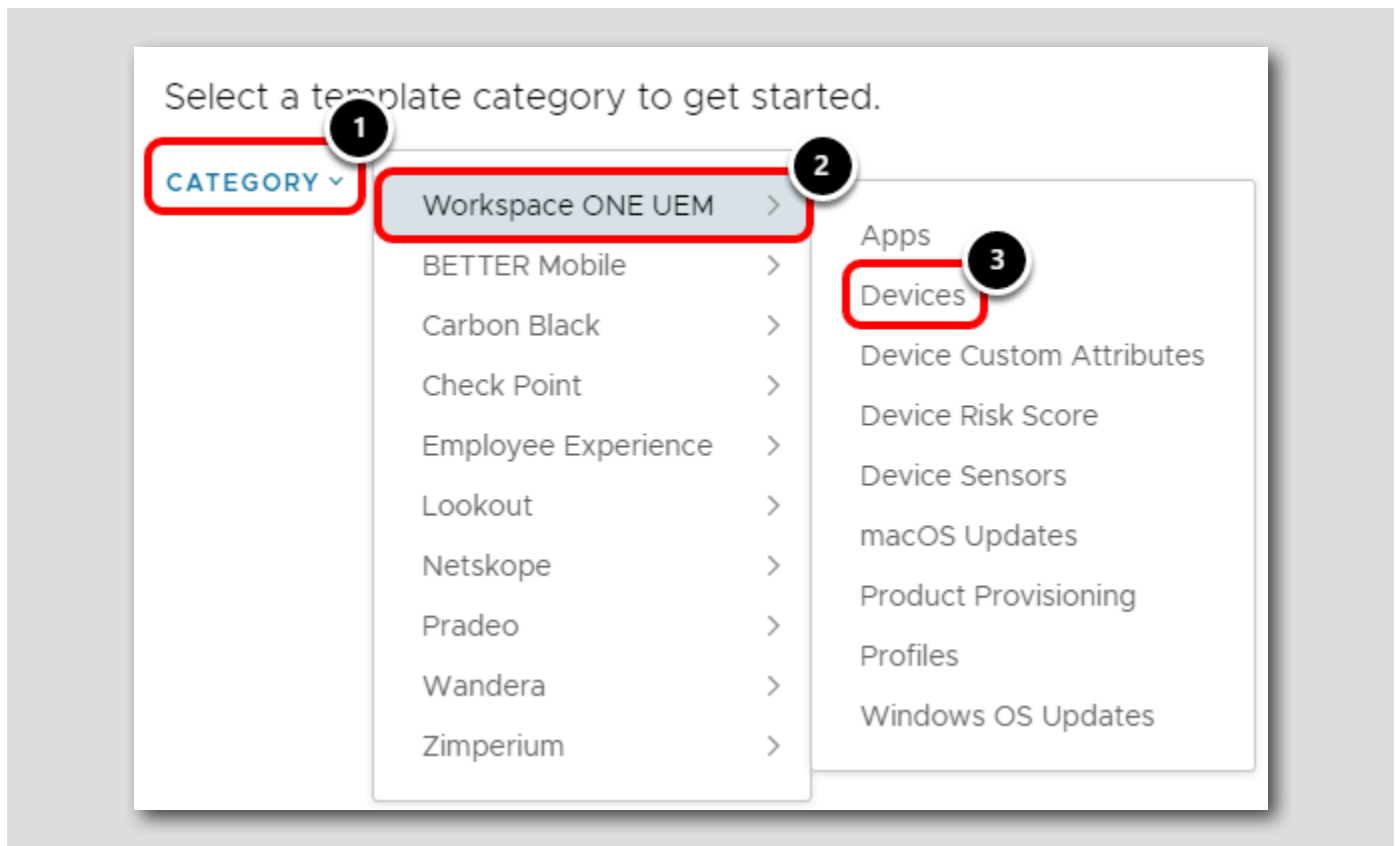 Select a template category to get started.
1
CATEGORY
2
Workspace ONE UEM
BETTER Mobile
Carbon Black
Check Point
Employee Experience
Lookout
Netskope
Pradeo
Wandera
Zimperium
Apps
3
Devices
Device Custom Attributes
Device Risk Score
Device Sensors
macOS Updates
Product Provisioning
Profiles
Windows OS Updates